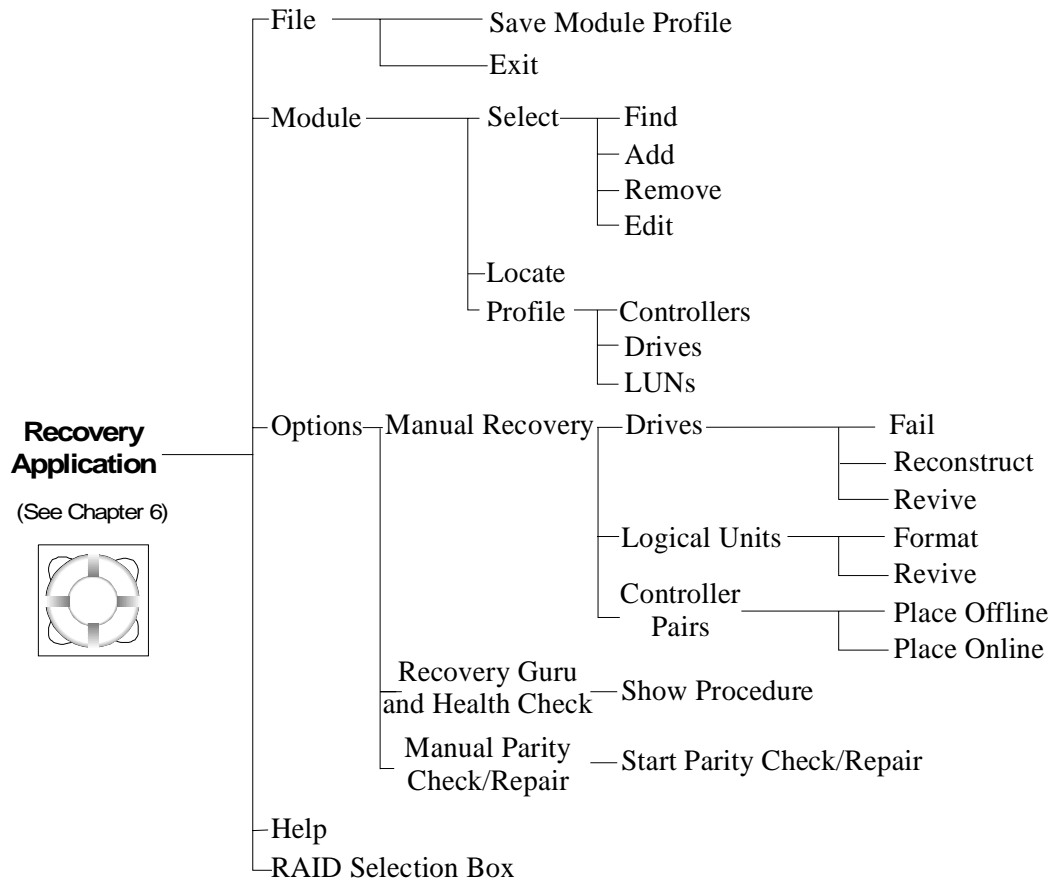 File
Save Module Profile
Exit
Module
Select
Find
Add
Remove
Edit
Locate
Profile
Controllers
Drives
LUNs
Recovery
Application
(See Chapter 6)
Options
Manual Recovery
Drives
Fail
Reconstruct
Revive
Logical Units
Format
Revive
Controller
Pairs
Place Offline
Place Online
Recovery Guru
and Health Check
Show Procedure
Manual Parity
Check/Repair
Start Parity Check/Repair
Help
RAID Selection Box